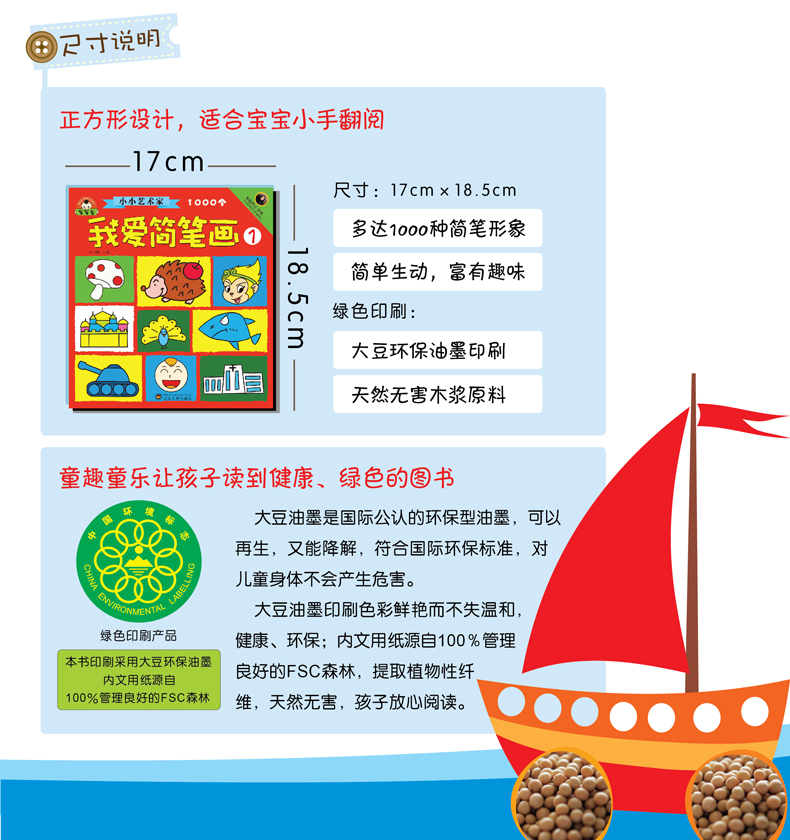 尺寸说明
正方形设计，适合宝宝小手翻阅
17cm
小小艺术家
1000个
我爱简笔画1
18.5cm
尺寸：17cm×18.5cm
多达1000种简笔形象
简单生动，富有趣味
绿色印刷：
大豆环保油墨印刷
天然无害木浆原料
童趣童乐让孩子读到健康、绿色的图书
中国环境标志
CHINA ENVIRONMENTAL LABELLING
绿色印刷产品
本书印刷采用大豆环保油墨
内文用纸源自
100%管理良好的FSC森林
大豆油墨是国际公认的环保型油墨，可以
再生，又能降解，符合国际环保标准，对
儿童身体不会产生危害。
大豆油墨印刷色彩鲜艳而不失温和，
健康、环保；内文用纸源自100％管理
良好的FSC森林，提取植物性纤
维，天然无害，孩子放心阅读。